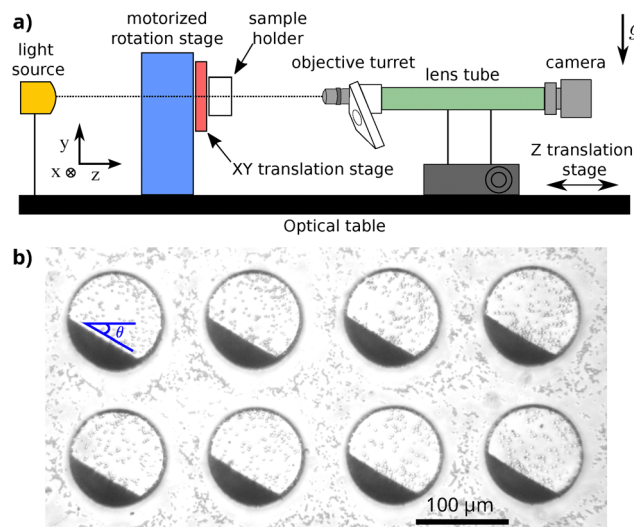 a)
motorized
rotation stage
sample
holder
g
light
source
objective turret
lens tube
camera
y
x
z
XY translation stage
Z translation
stage
Optical table
b)
θ
100 µm